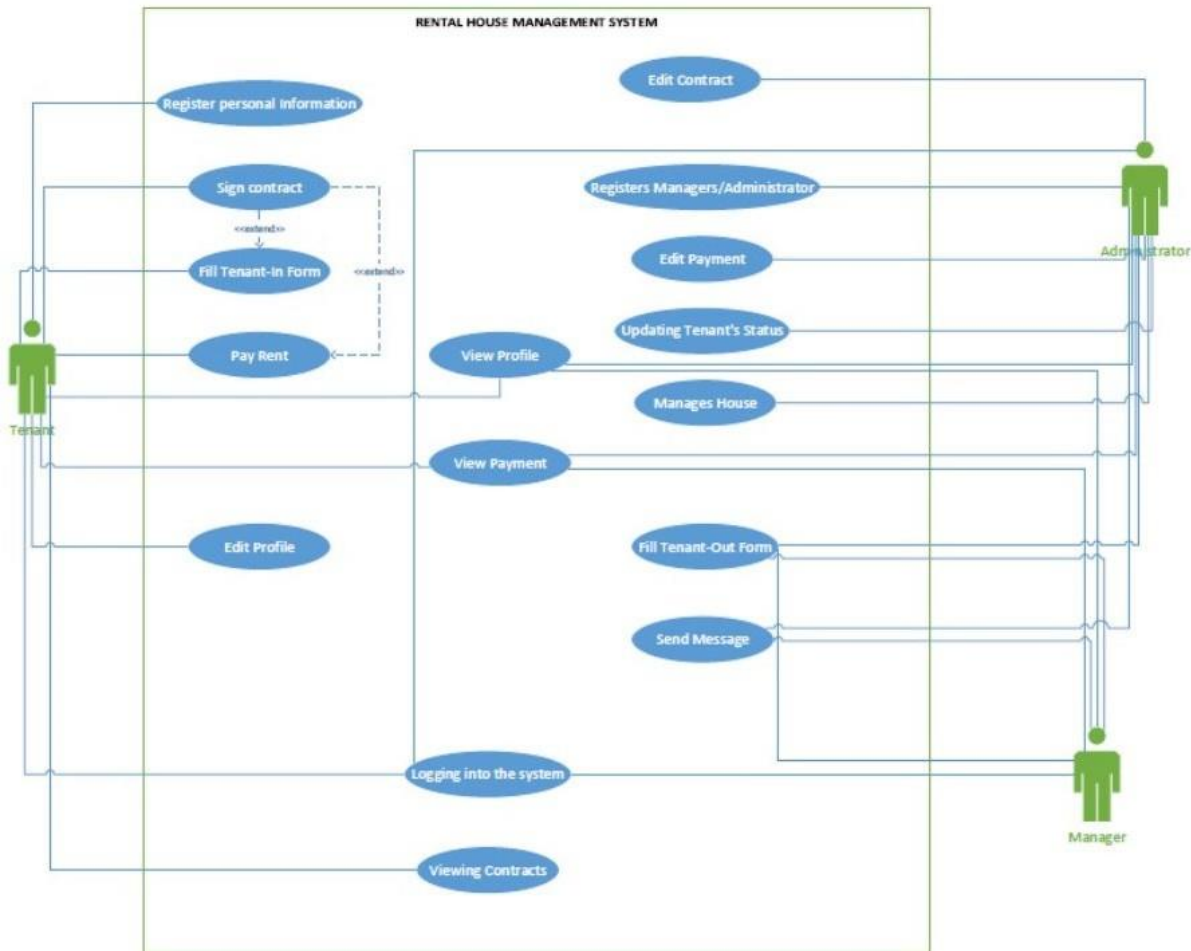 RENTAL HOUSE MANAGEMENT SYSTEM
Edit Contract
Register personal Information
Sign contract
Registers Managers/Administrator
<<extend>>
Administrator
Edit Payment
Fill Tenant-In Form
<<extend>>
Updating Tenant's Status
Pay Rent
View Profile
Manages House
Tenant
View Payment
Edit Profile
Fill Tenant-Out Form
Send Message
Logging into the system
Manager
Viewing Contracts